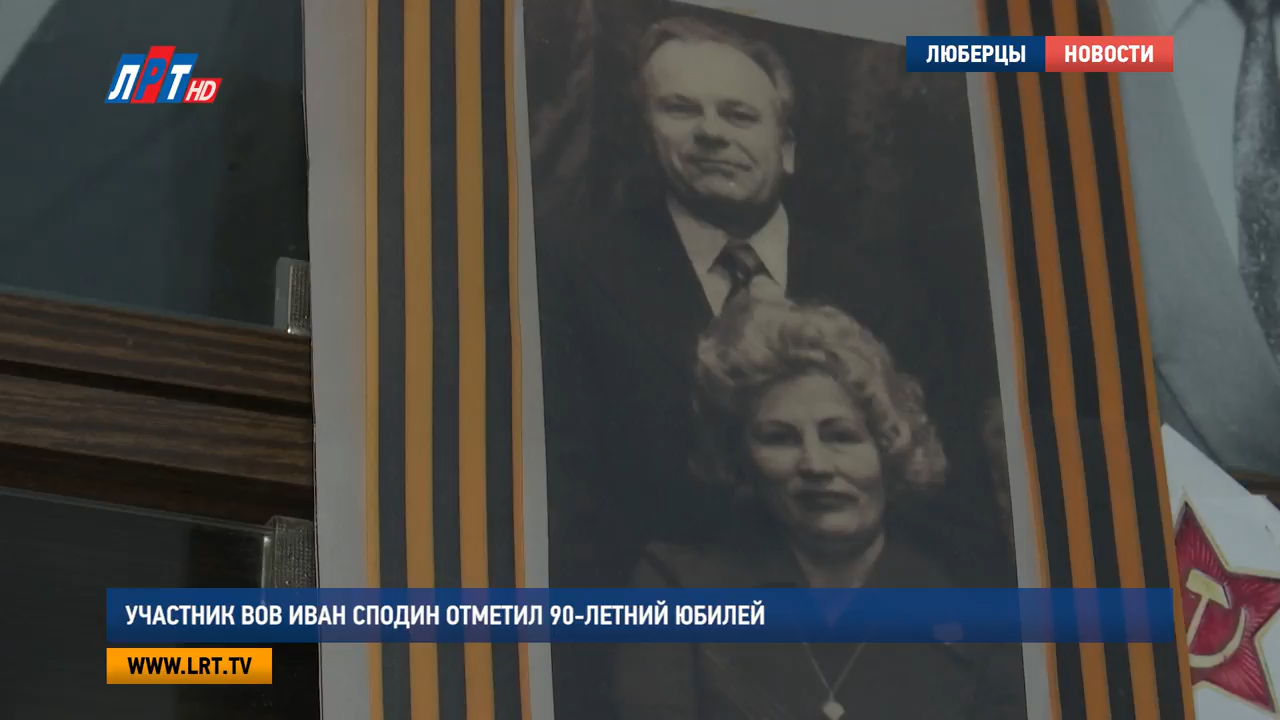 ЛРТ HD
ЛЮБЕРЦЫ НОВОСТИ
УЧАСТНИК ВОВ ИВАН СПОДИН ОТМЕТИЛ 90-ЛЕТНИЙ ЮБИЛЕЙ
WWW.LRT.TV